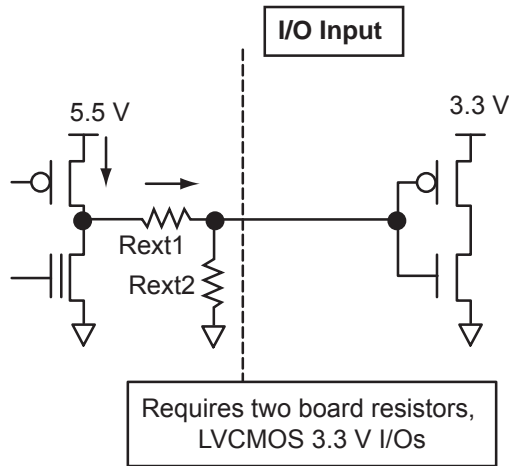 I/O Input
5.5 V
3.3 V
Rext1
Rext2
Requires two board resistors,
LVCMOS 3.3 V I/Os